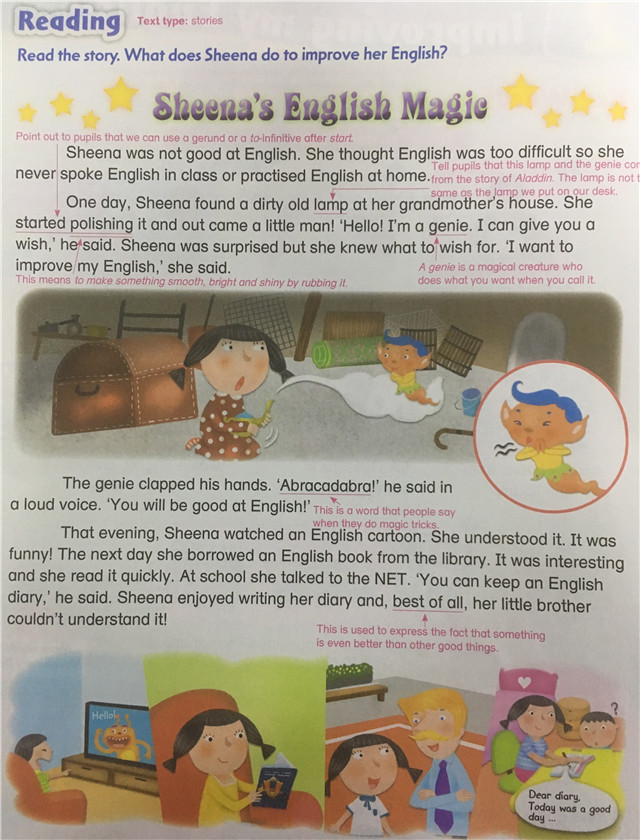 Reading Text type: stories
Read the story. What does Sheena do to improve her English?
Sheena's English Magic
Point out to pupils that we can use a gerund or a to-infinitive after start.
Sheena was not good at English. She thought English was too difficult so she
never spoke English in class or practised English at home.
Tell pupils that this lamp and the genie
from the story of Aladdin. The lamp is not
same as the lamp we put on our desk.
One day, Sheena found a dirty old lamp at her grandmother's house. She
started polishing it and out came a little man! 'Hello! I'm a genie. I can give you a
wish,' he said. Sheena was surprised but she knew what to wish for. 'I want to
improve my English,' she said.
This means to make something smooth, bright and shiny by rubbing it.
A genie is a magical creature who
does what you want when you call it.
The genie clapped his hands. 'Abracadabra!' he said in
a loud voice. 'You will be good at English!'
This is a word that people say
when they do magic tricks.
That evening, Sheena watched an English cartoon. She understood it. It was
funny! The next day she borrowed an English book from the library. It was interesting
and she read it quickly. At school she talked to the NET. 'You can keep an English
diary,' he said. Sheena enjoyed writing her diary and, best of all, her little brother
couldn't understand it!
This is used to express the fact that something
is even better than other good things.
Hello!
?
Dear diary,
Today was a good
day ...